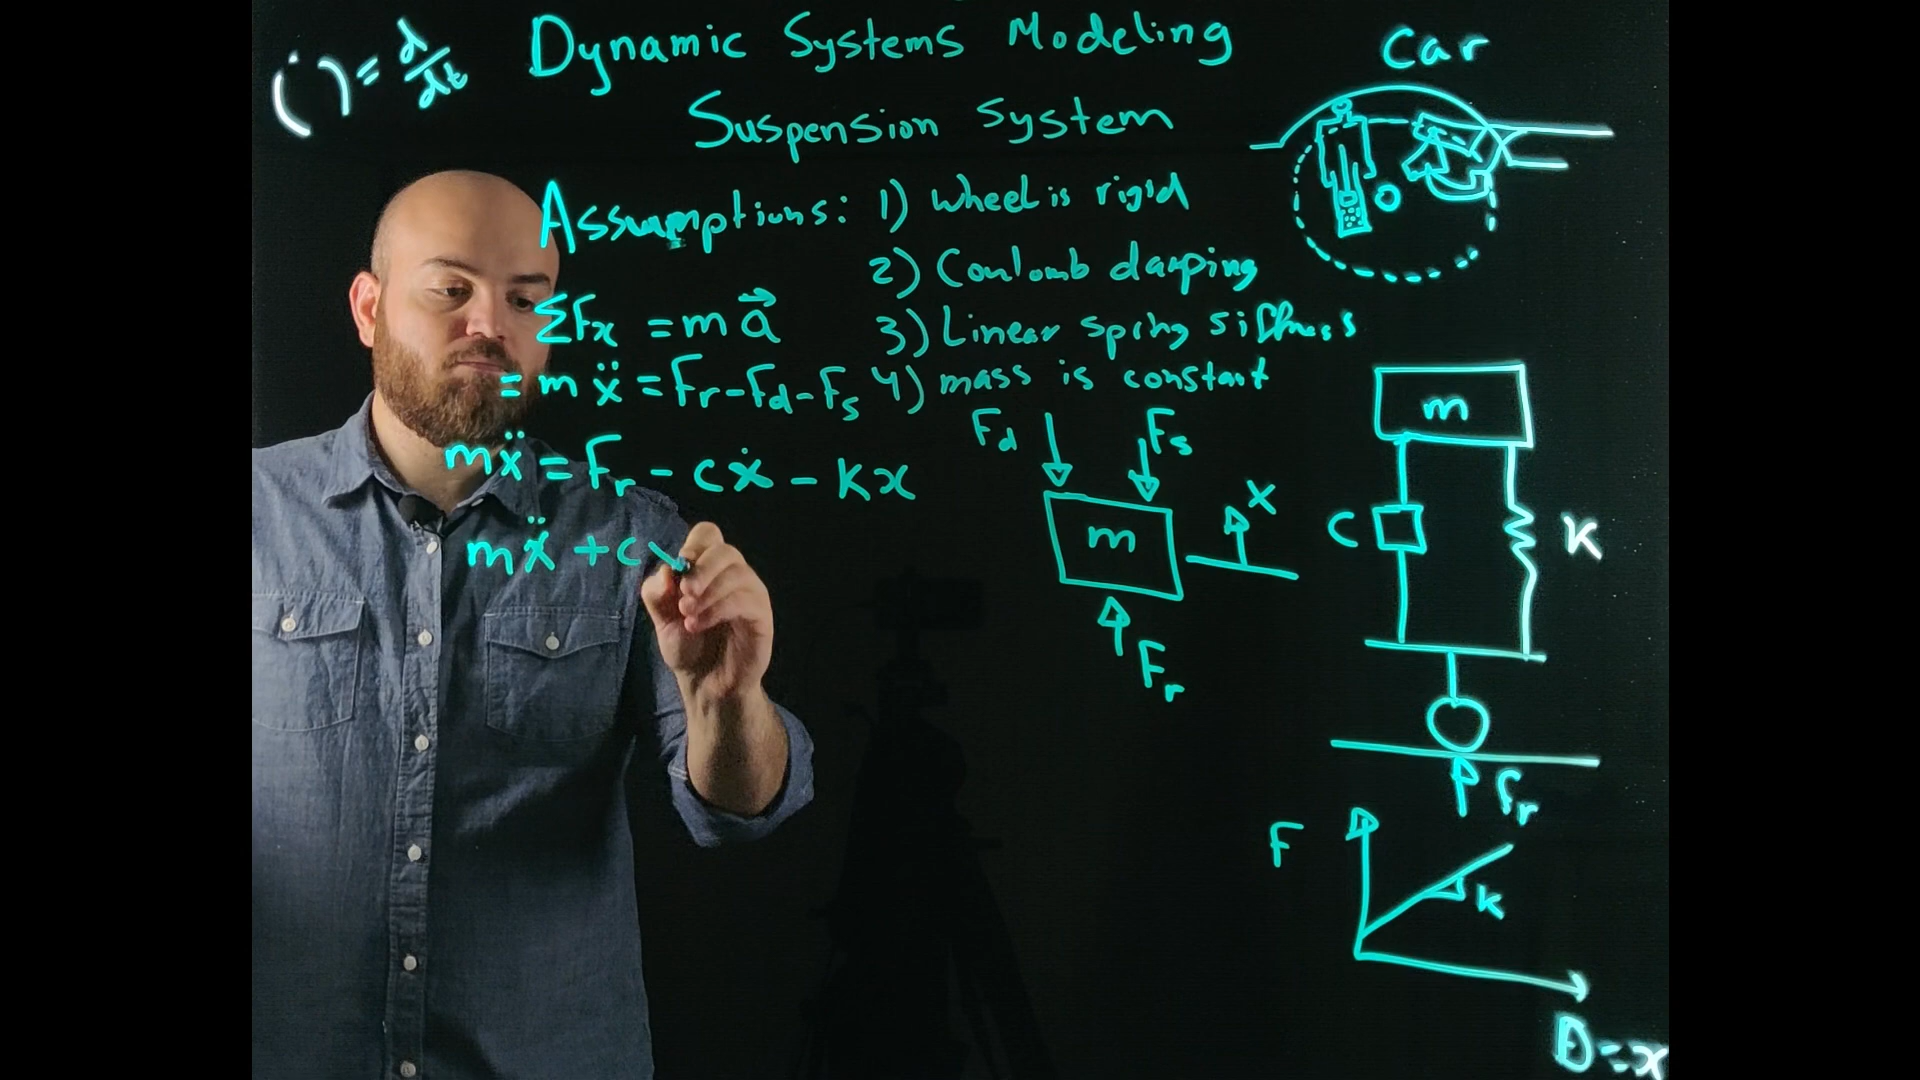 (˙) = d/dt
Dynamic Systems Modeling
Suspension System
Car
Assumptions: 1) Wheel is rigid
2) Coulomb damping
3) Linear spring siffness
4) mass is constant
ΣFx = m a⃗
= m ẍ = Fr - Fd - Fs
mẍ = Fr - cẋ - Kx
mẍ + c
Fd
Fs
m
X
Fr
m
C
K
Fr
F
K
D = x